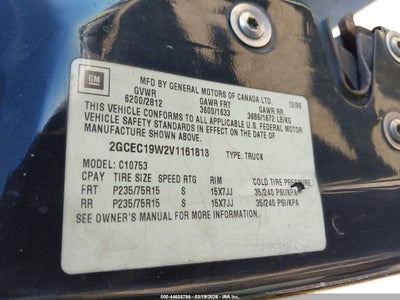 GM
MFD BY GENERAL MOTORS OF CANADA LTD.
GVWR GAWR FRT GAWR RR 12/96
6200/2812 3600/1633 3686/1672 LB/KG
THIS VEHICLE CONFORMS TO ALL APPLICABLE U.S. FEDERAL MOTOR
VEHICLE SAFETY STANDARDS IN EFFECT ON THE DATE OF
MANUFACTURE SHOWN ABOVE.
2GCEC19W2V1161813 TYPE: TRUCK
MODEL: C10753
CPAY TIRE SIZE SPEED RTG RIM COLD TIRE PRESSURE
FRT P235/75R15 S 15X7JJ 35/240 PSI/KPA
RR P235/75R15 S 15X7JJ 35/240 PSI/KPA
SEE OWNER'S MANUAL FOR MORE INFORMATION.
000-44658795 - 03/19/2026 - IAA Inc.